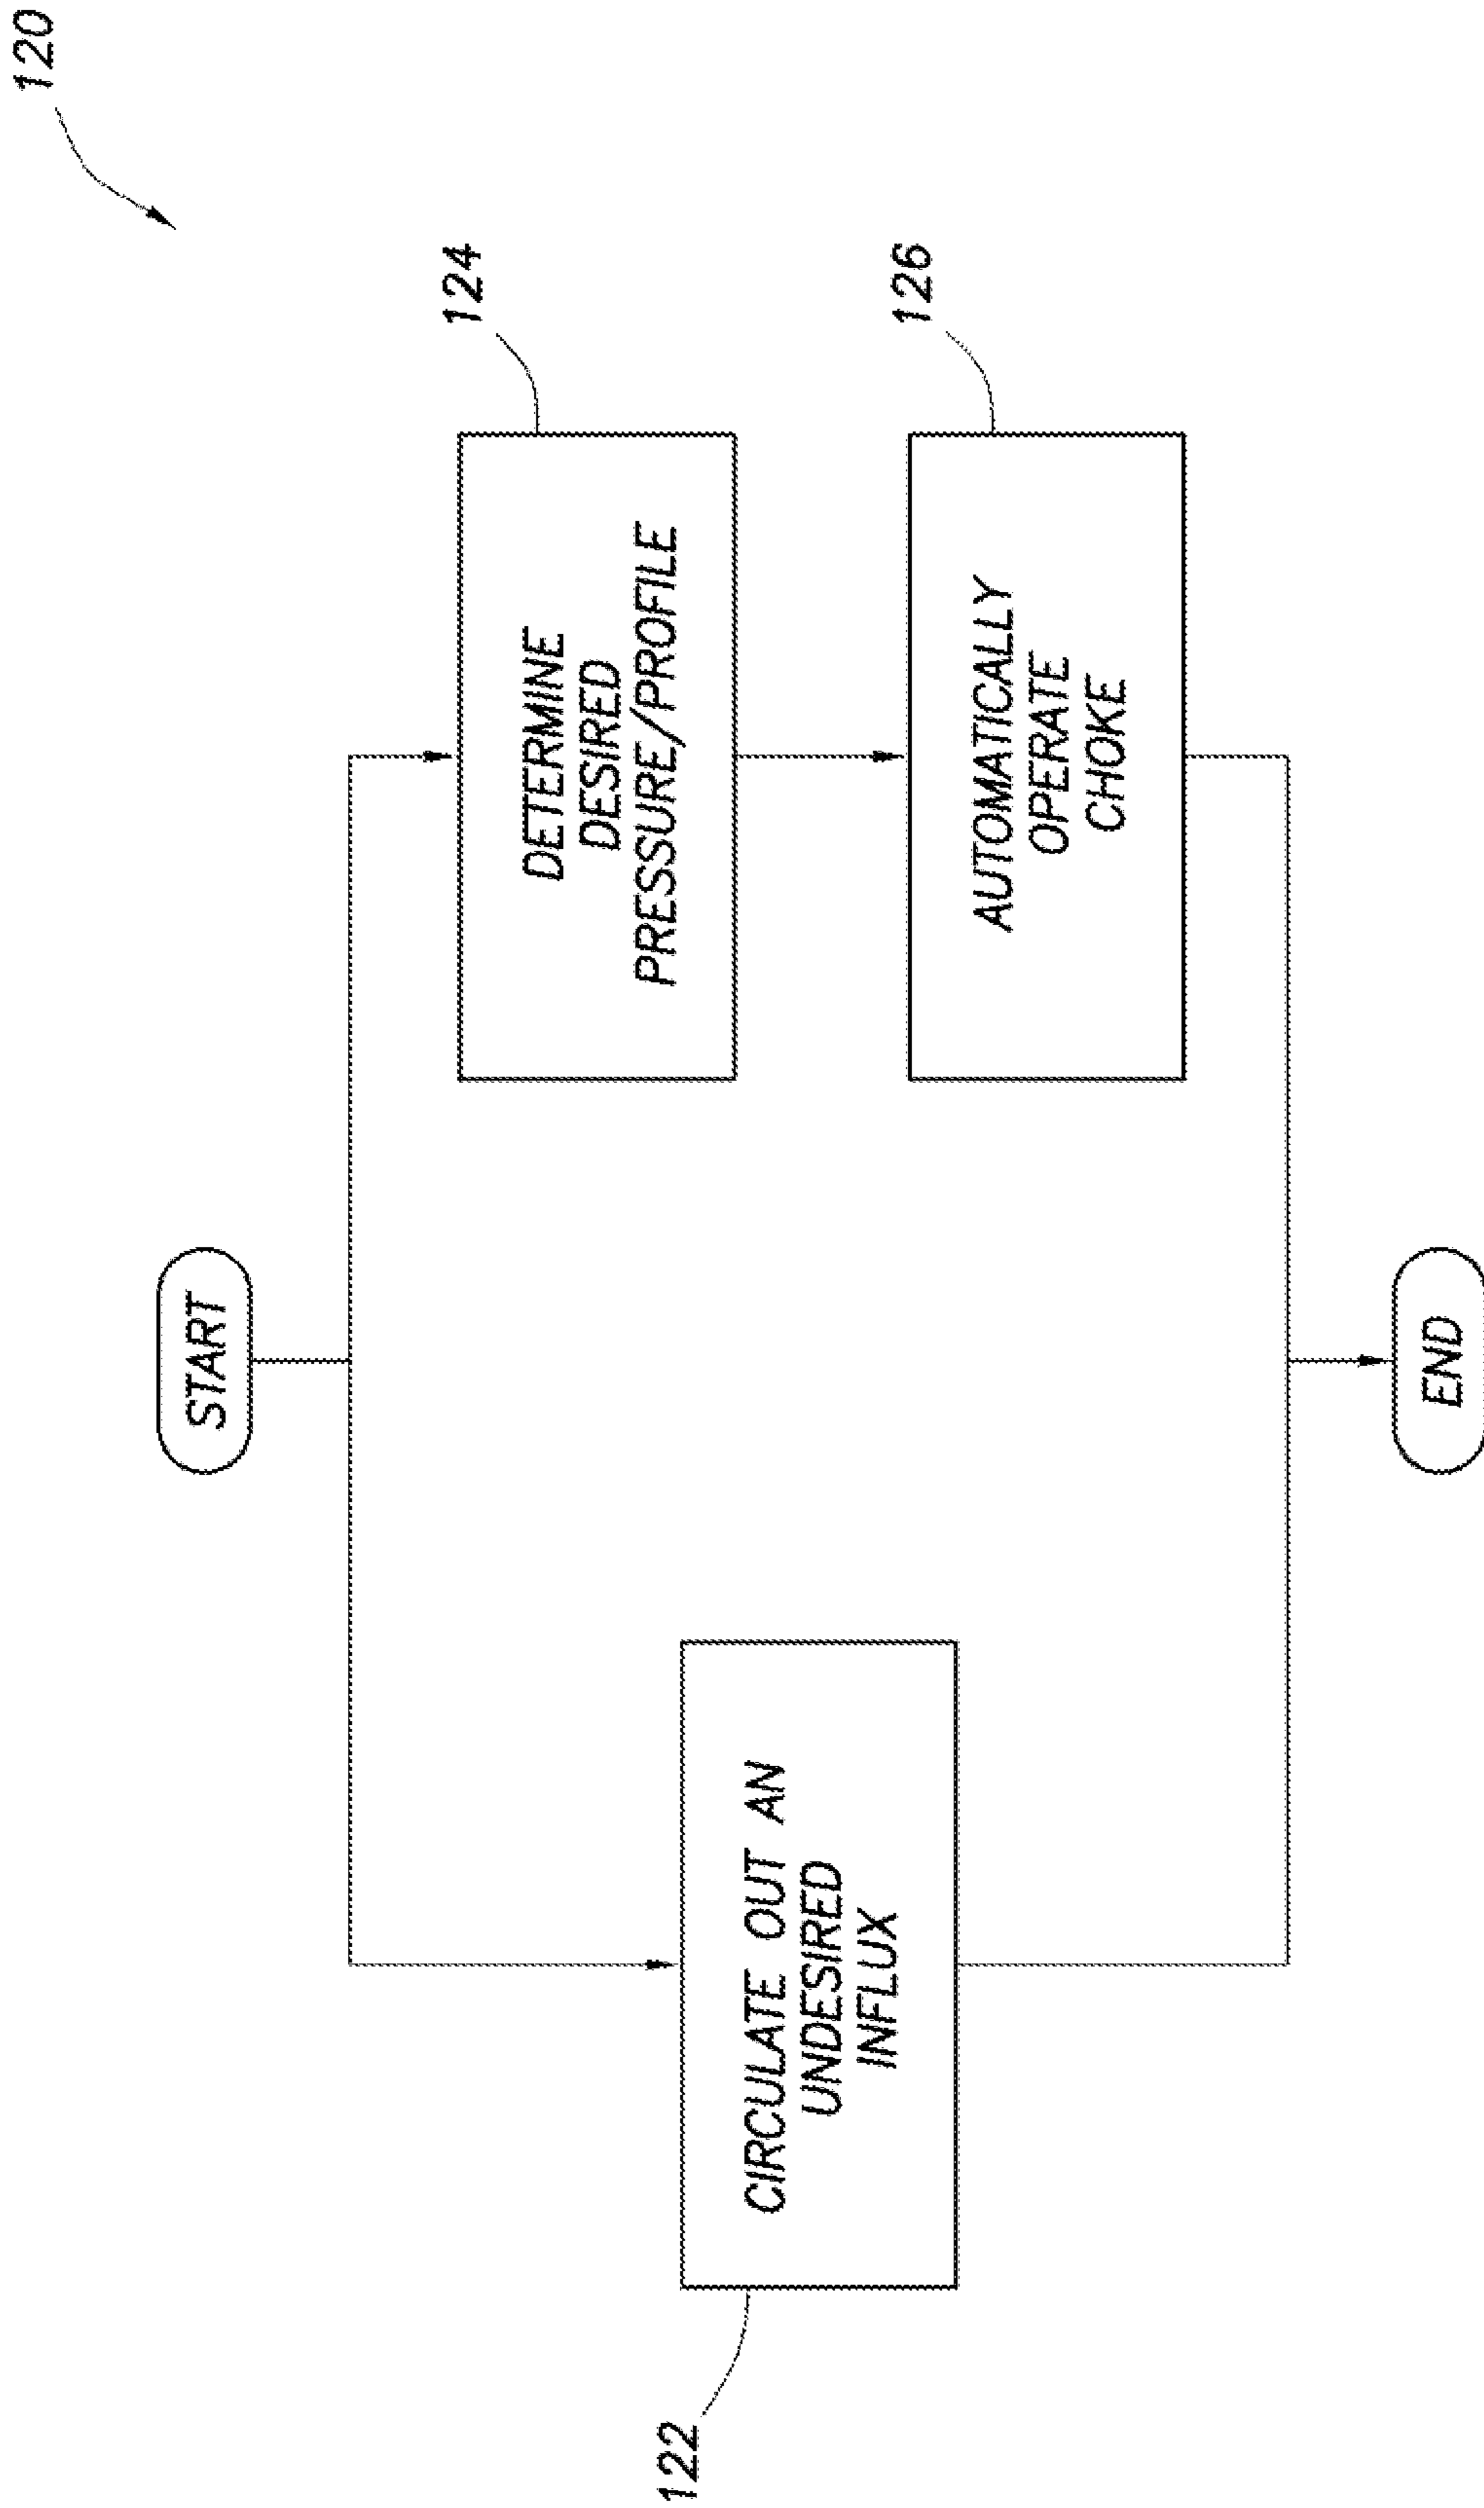 120
START
124
DETERMINE
DESIRED
PRESSURE/PROFILE
122
CIRCULATE OUT AN
UNDESIRED
INFLUX
126
AUTOMATICALLY
OPERATE
CHOKE
END